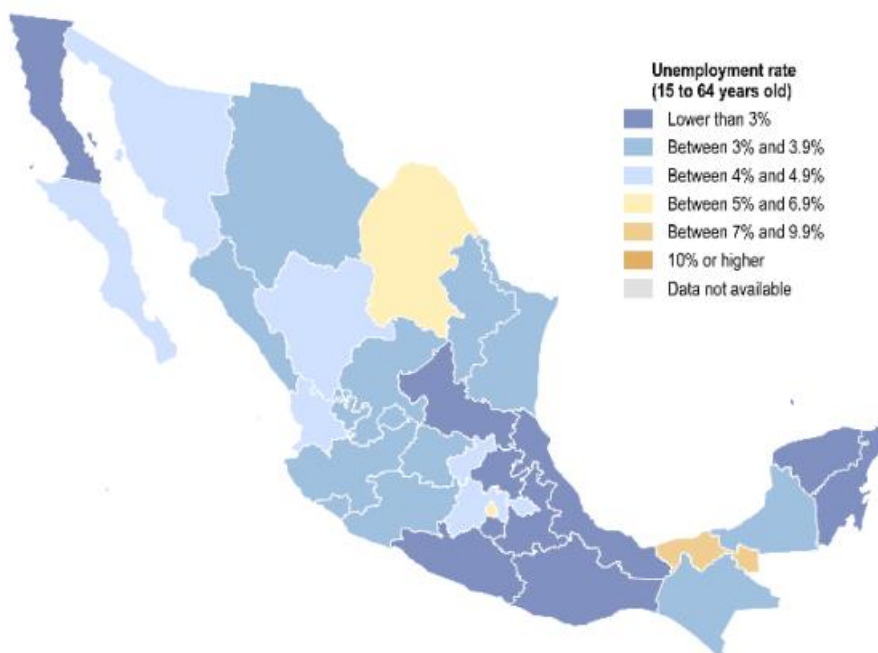 Unemployment rate
(15 to 64 years old)
Lower than 3%
Between 3% and 3.9%
Between 4% and 4.9%
Between 5% and 6.9%
Between 7% and 9.9%
10% or higher
Data not available